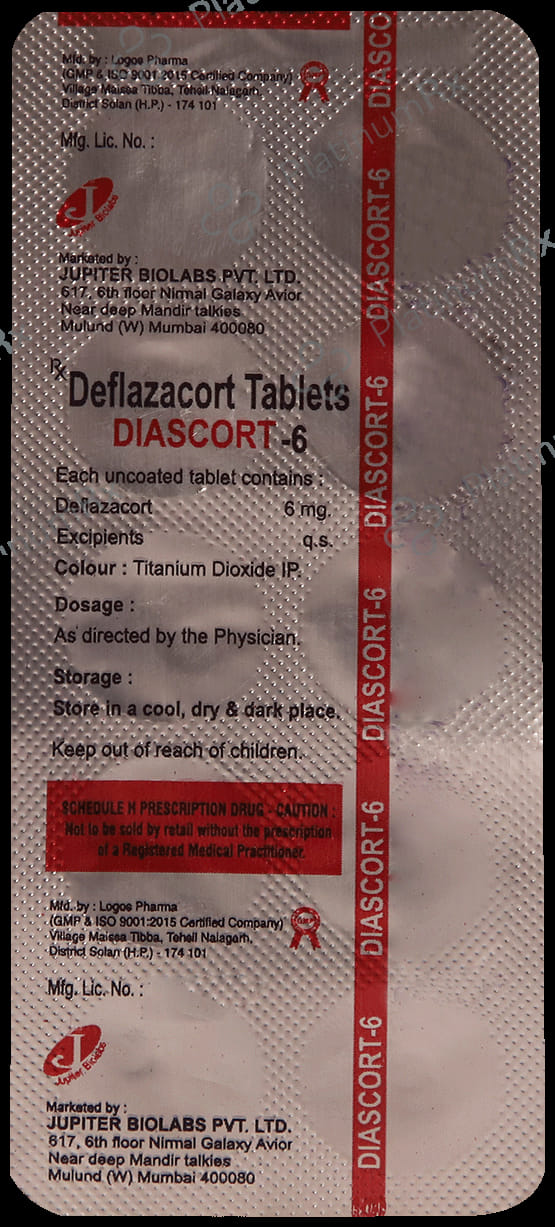 Mfd. by : Logos Pharma
(GMP & ISO 9001:2015 Certified Company)
Village Maissa Tibba, Tehsil Nalagarh,
District Solan (H.P.) - 174 101
Mfg. Lic. No. :
J
Jupiter Biolabs
Marketed by :
JUPITER BIOLABS PVT. LTD.
617, 6th floor Nirmal Galaxy Avior
Near deep Mandir talkies
Mulund (W) Mumbai 400080
Rx
Deflazacort Tablets
DIASCORT -6
Each uncoated tablet contains :
Deflazacort 6 mg.
Excipients q.s.
Colour : Titanium Dioxide IP.
Dosage :
As directed by the Physician.
Storage :
Store in a cool, dry & dark place.
Keep out of reach of children.
SCHEDULE H PRESCRIPTION DRUG - CAUTION :
Not to be sold by retail without the prescription
of a Registered Medical Practitioner.
Mfd. by : Logos Pharma
(GMP & ISO 9001:2015 Certified Company)
GMP
Village Maissa Tibba, Tehsil Nalagarh,
District Solan (H.P.) - 174 101
Mfg. Lic. No. :
J
Jupiter Biolabs
Marketed by :
JUPITER BIOLABS PVT. LTD.
617, 6th floor Nirmal Galaxy Avior
Near deep Mandir talkies
Mulund (W) Mumbai 400080
DIASCO
DIASCORT-6
DIASCORT-6
DIASCORT-6
DIASCORT-6
DIASCORT-6